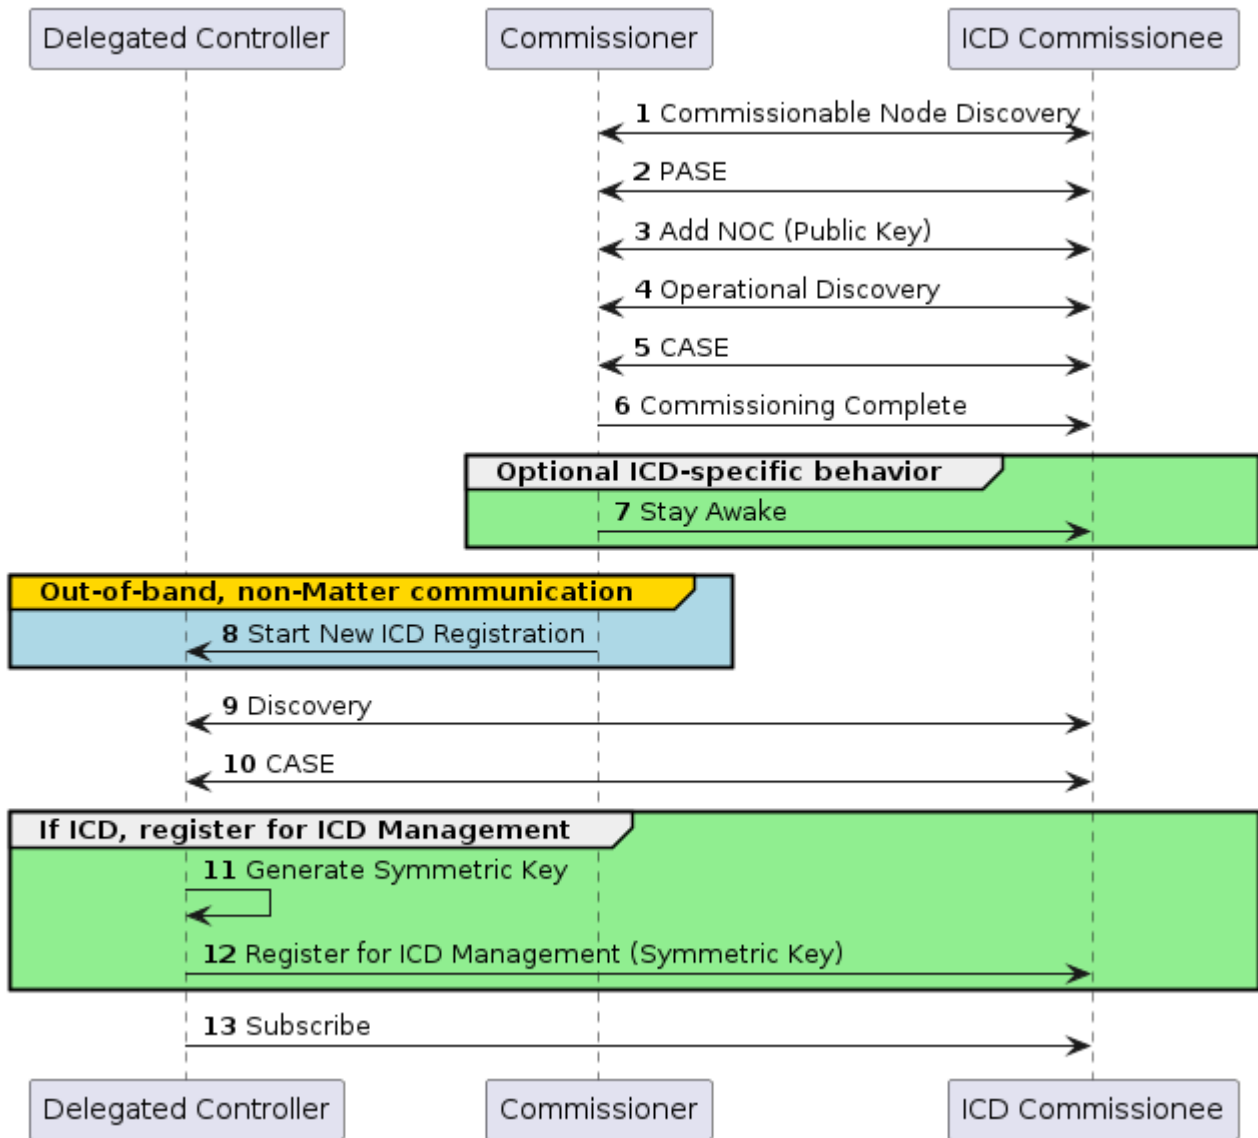 Delegated Controller
Commissioner
ICD Commissionee
1 Commissionable Node Discovery
2 PASE
3 Add NOC (Public Key)
4 Operational Discovery
5 CASE
6 Commissioning Complete
Optional ICD-specific behavior
7 Stay Awake
Out-of-band, non-Matter communication
8 Start New ICD Registration
9 Discovery
10 CASE
If ICD, register for ICD Management
11 Generate Symmetric Key
12 Register for ICD Management (Symmetric Key)
13 Subscribe
Delegated Controller
Commissioner
ICD Commissionee